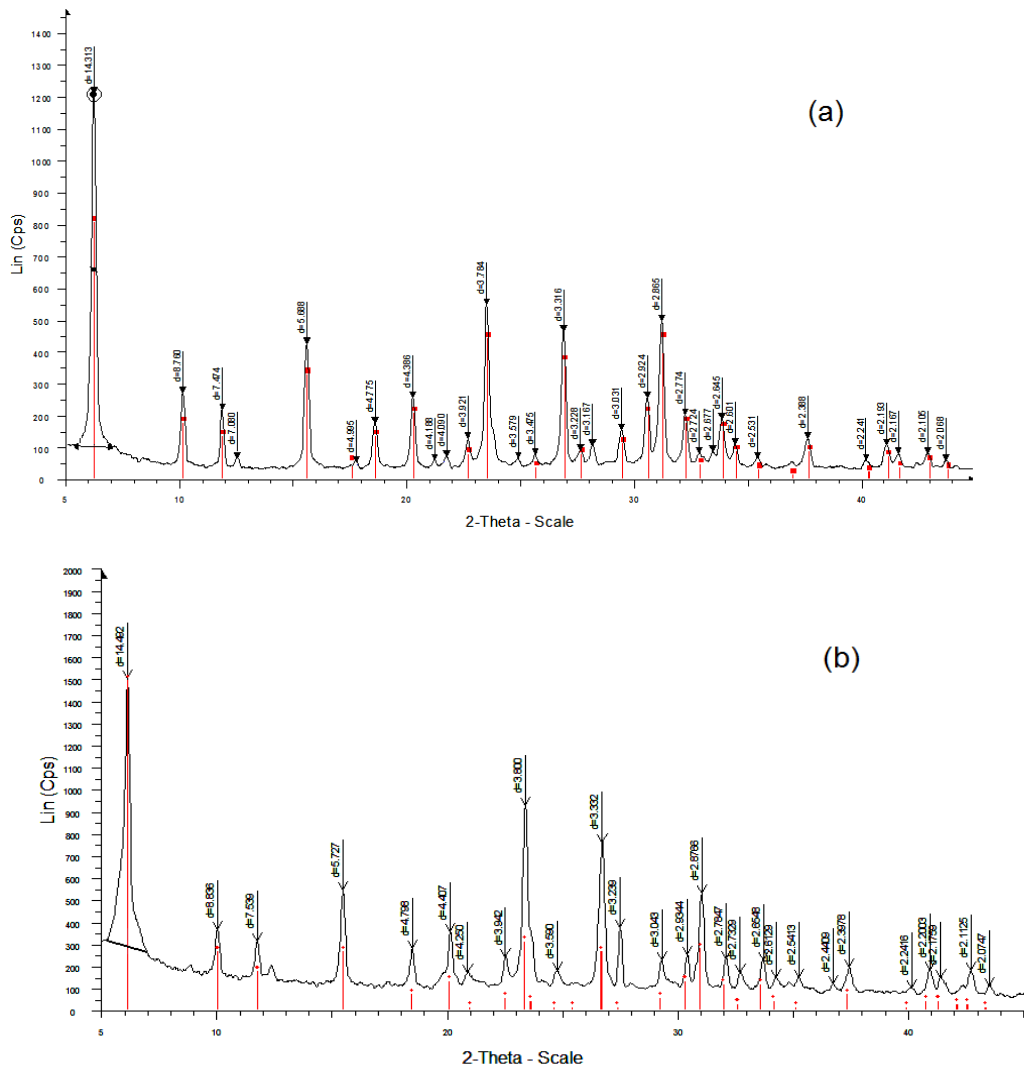 1400
1300
1200
1100
1000
900
800
700
600
500
400
300
200
100
0
Lin (Cps)
(a)
d=14.313
d=8.760
d=7.474
d=7.080
d=5.688
d=4.995
d=4.775
d=4.386
d=4.188
d=4.090
d=3.921
d=3.784
d=3.579
d=3.475
d=3.316
d=3.228
d=3.167
d=3.031
d=2.924
d=2.865
d=2.774
d=2.724
d=2.677
d=2.645
d=2.601
d=2.531
d=2.388
d=2.241
d=2.193
d=2.167
d=2.105
d=2.068
5 10 20 30 40
2-Theta - Scale
2000
1900
1800
1700
1600
1500
1400
1300
1200
1100
1000
900
800
700
600
500
400
300
200
100
0
Lin (Cps)
(b)
d=14.492
d=8.836
d=7.539
d=5.727
d=4.798
d=4.407
d=4.250
d=3.942
d=3.800
d=3.590
d=3.332
d=3.239
d=3.043
d=2.9344
d=2.8766
d=2.7847
d=2.7329
d=2.6548
d=2.6129
d=2.5413
d=2.4409
d=2.3978
d=2.2416
d=2.2003
d=2.1759
d=2.1125
d=2.0747
5 10 20 30 40
2-Theta - Scale